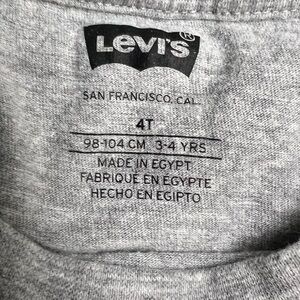 Levi's
SAN FRANCISCO, CAL.
4T
98-104 CM 3-4 YRS
MADE IN EGYPT
FABRIQUÉ EN EGYPTE
HECHO EN EGIPTO